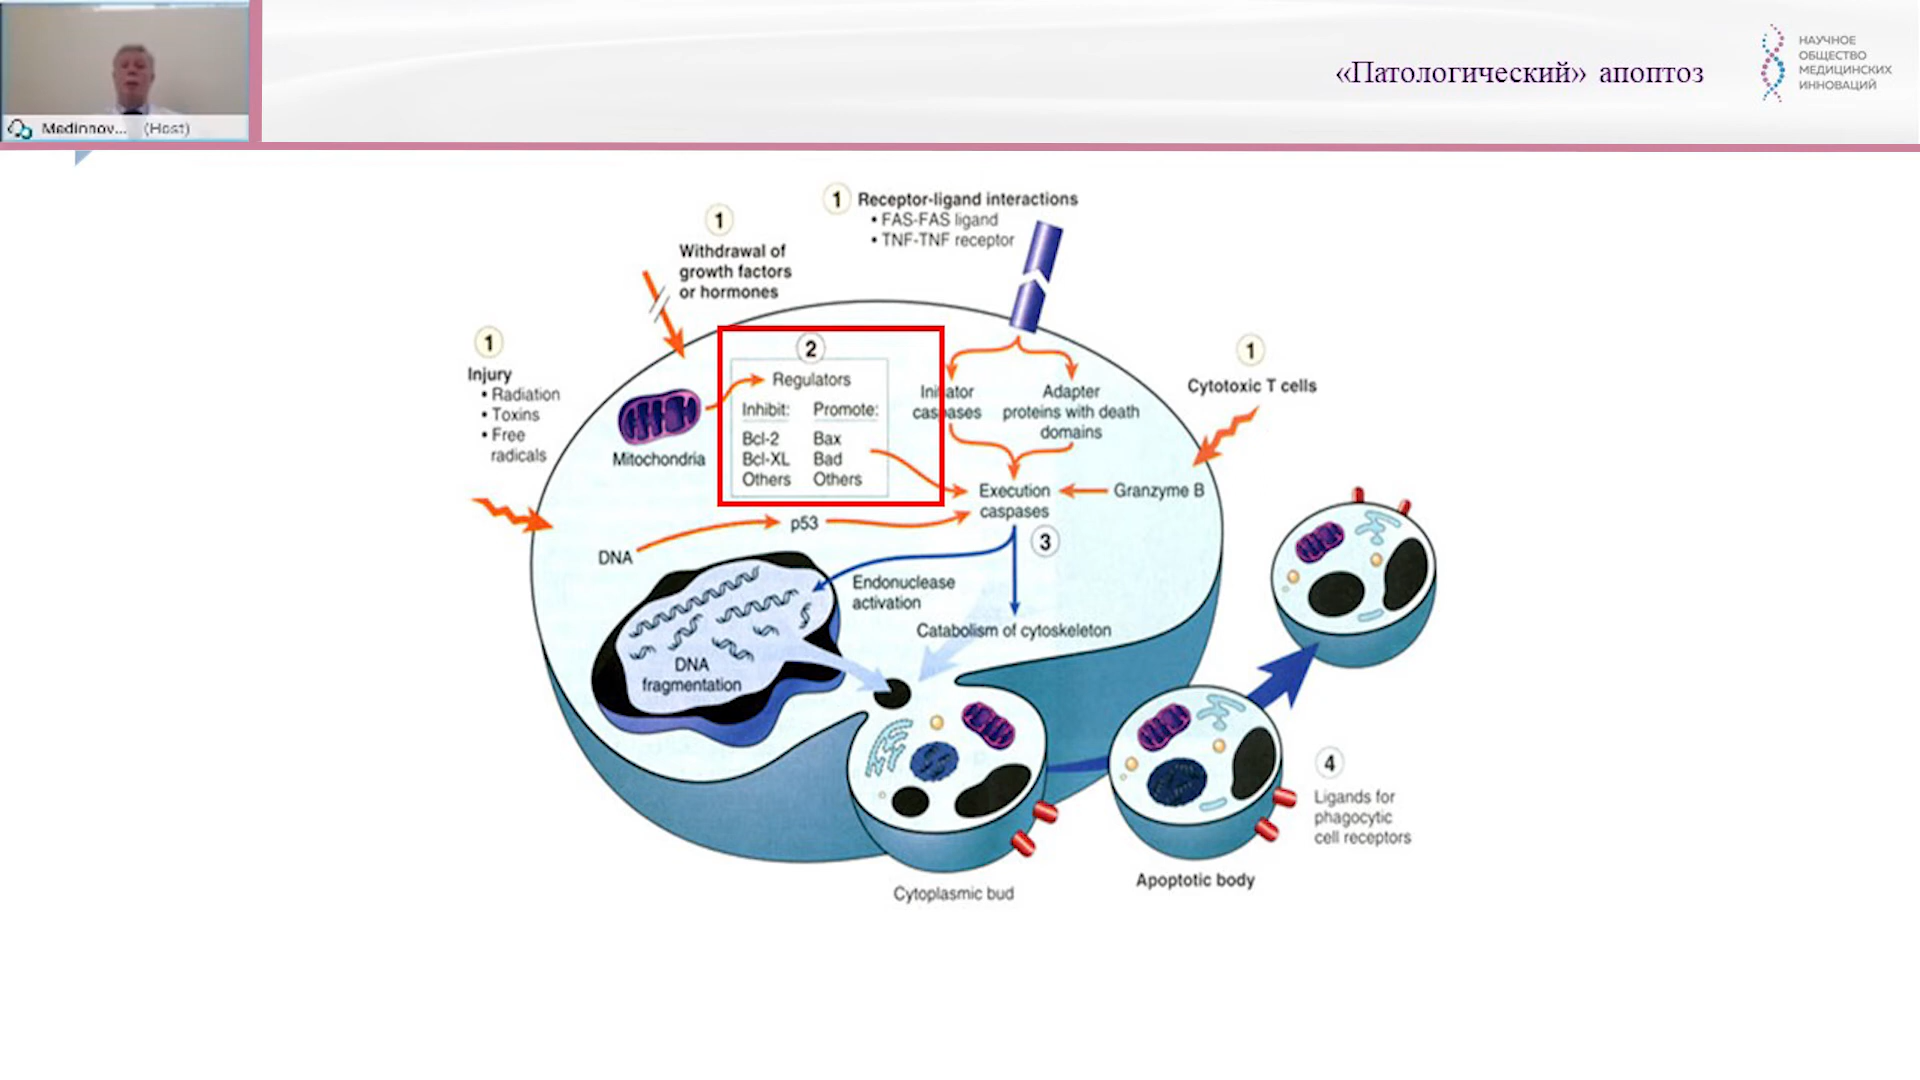 Medinnov... (Host)
«Патологический» апоптоз
НАУЧНОЕ
ОБЩЕСТВО
МЕДИЦИНСКИХ
ИННОВАЦИЙ
1
Receptor-ligand interactions
• FAS-FAS ligand
• TNF-TNF receptor
1
Withdrawal of
growth factors
or hormones
1
Injury
• Radiation
• Toxins
• Free
radicals
2
Regulators
Inhibit: Promote:
Bcl-2 Bax
Bcl-XL Bad
Others Others
Mitochondria
Initiator
caspases
Adapter
proteins with death
domains
1
Cytotoxic T cells
Execution
caspases
Granzyme B
p53
DNA
3
Endonuclease
activation
Catabolism of cytoskeleton
DNA
fragmentation
4
Ligands for
phagocytic
cell receptors
Apoptotic body
Cytoplasmic bud